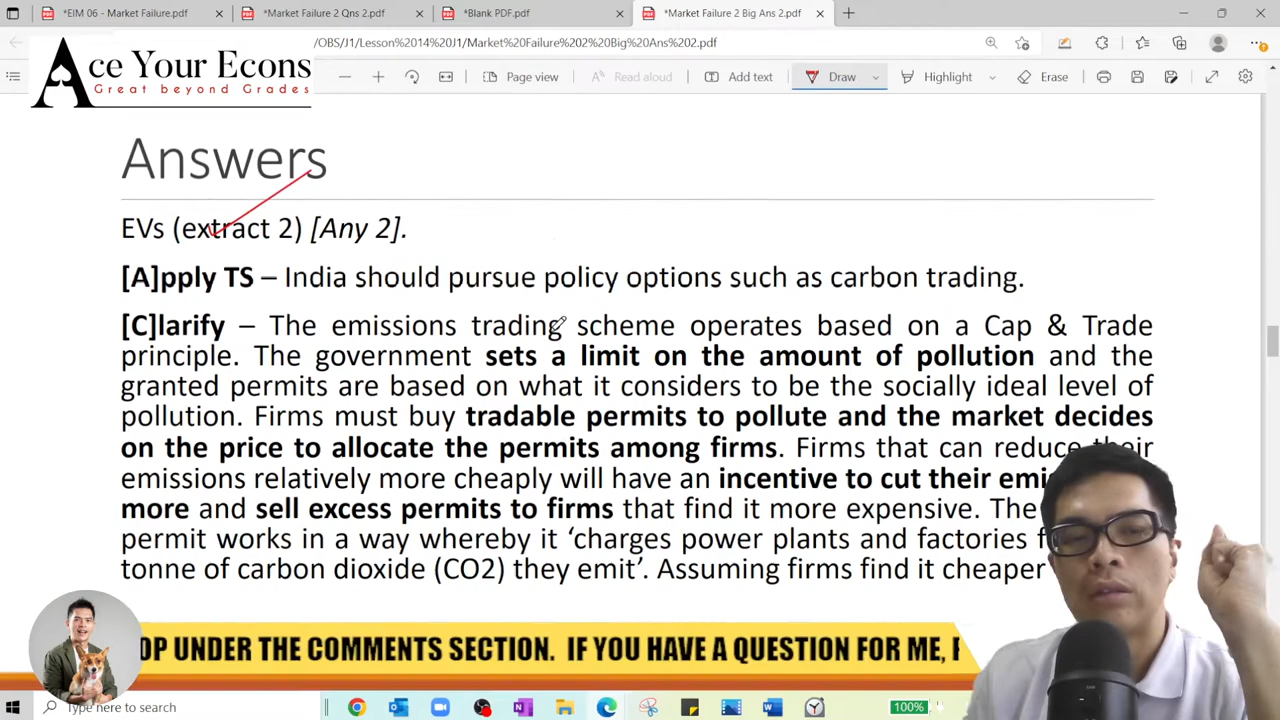 *EIM 06 - Market Failure.pdf
*Market Failure 2 Qns 2.pdf
*Blank PDF.pdf
*Market Failure 2 Big Ans 2.pdf
/OBS/J1/Lesson%2014%20J1/Market%20Failure%202%20Big%20Ans%202.pdf
Ace Your Econs
Great beyond Grades
Page view
Read aloud
Add text
Draw
Highlight
Erase
Answers
EVs (extract 2) [Any 2].
[A]pply TS – India should pursue policy options such as carbon trading.
[C]larify – The emissions trading scheme operates based on a Cap & Trade
principle. The government sets a limit on the amount of pollution and the
granted permits are based on what it considers to be the socially ideal level of
pollution. Firms must buy tradable permits to pollute and the market decides
on the price to allocate the permits among firms. Firms that can reduce their
emissions relatively more cheaply will have an incentive to cut their
more and sell excess permits to firms that find it more expensive. The
permit works in a way whereby it ‘charges power plants and factories
tonne of carbon dioxide (CO2) they emit’. Assuming firms find it cheaper
OP UNDER THE COMMENTS SECTION. IF YOU HAVE A QUESTION FOR ME,
Type here to search
100%